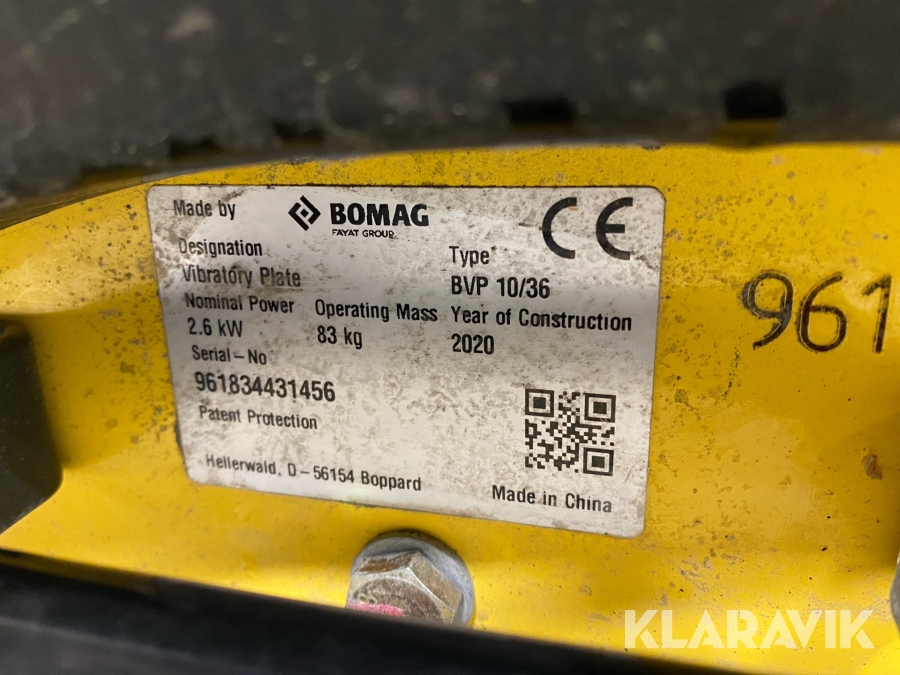 Made by BOMAG
FAYAT GROUP
CE
Designation Type
Vibratory Plate BVP 10/36
Nominal Power Operating Mass Year of Construction
2.6 kW 83 kg 2020
Serial-No
961834431456
Patent Protection
Hellerwald, D-56154 Boppard
Made in China
961
KLARAVIK